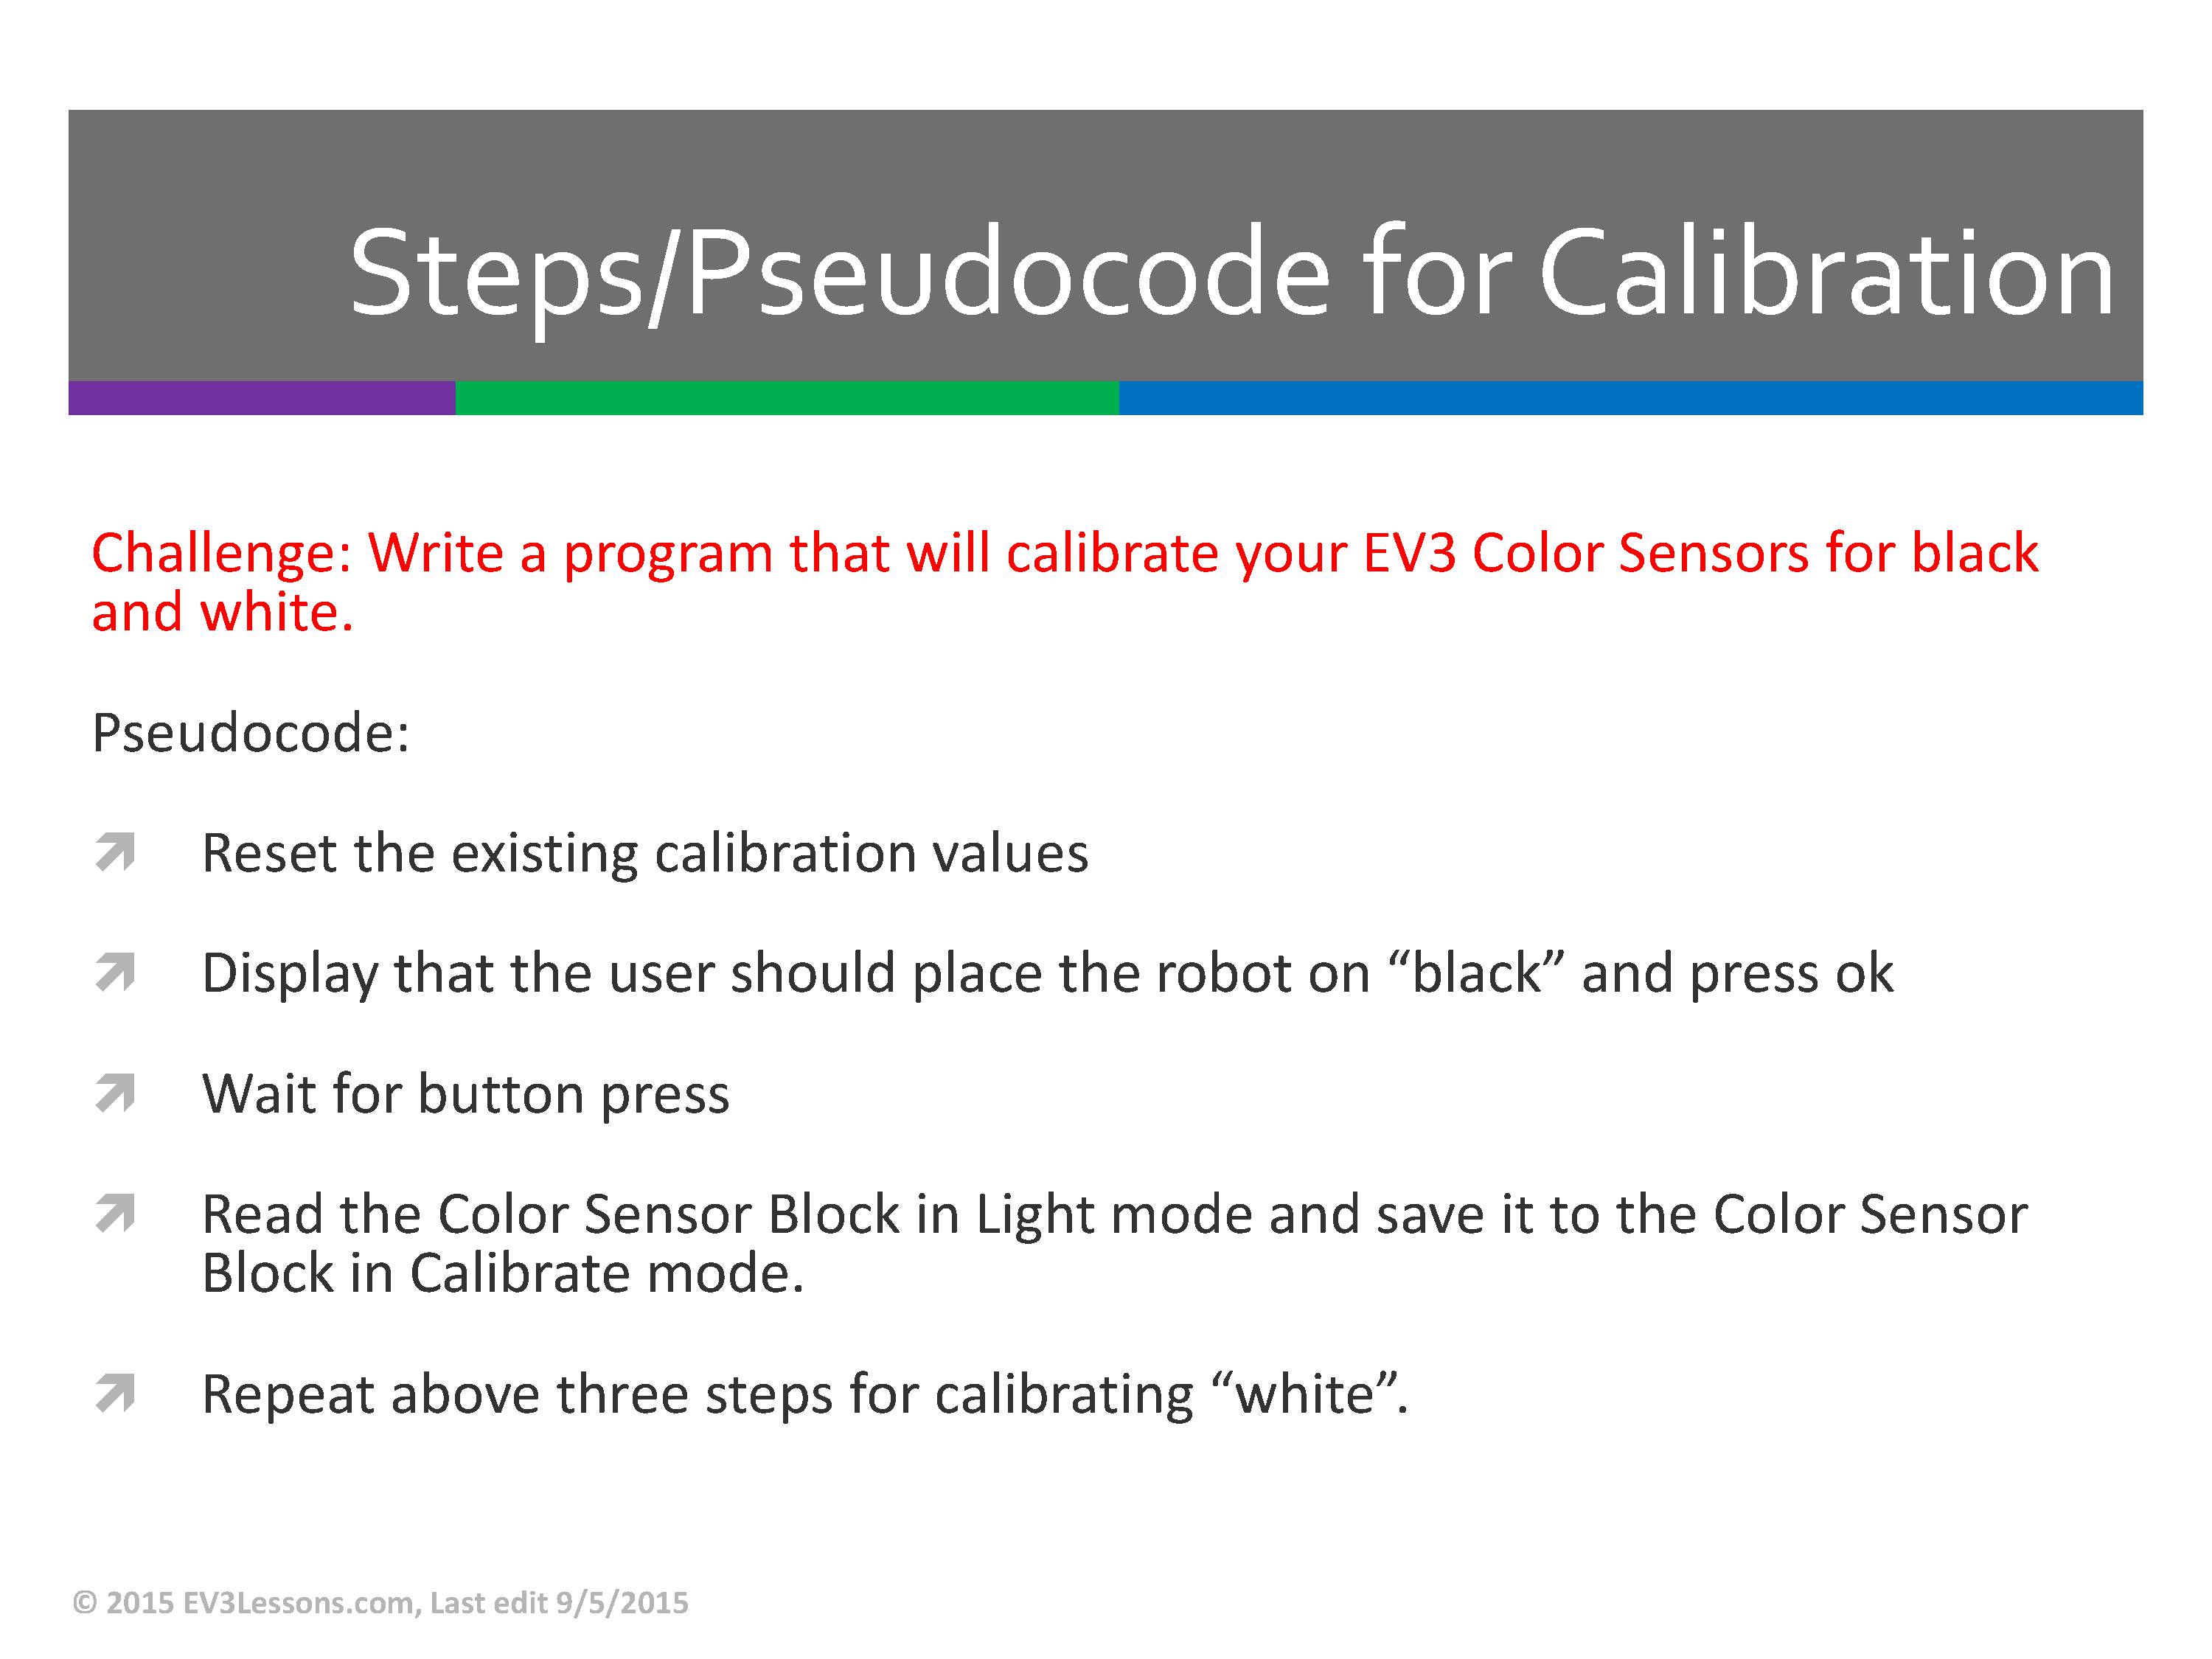 Steps/Pseudocode for Calibration
Challenge: Write a program that will calibrate your EV3 Color Sensors for black
and white.
Pseudocode:
Reset the existing calibration values
Display that the user should place the robot on “black” and press ok
Wait for button press
Read the Color Sensor Block in Light mode and save it to the Color Sensor
Block in Calibrate mode.
Repeat above three steps for calibrating “white”.
© 2015 EV3Lessons.com, Last edit 9/5/2015